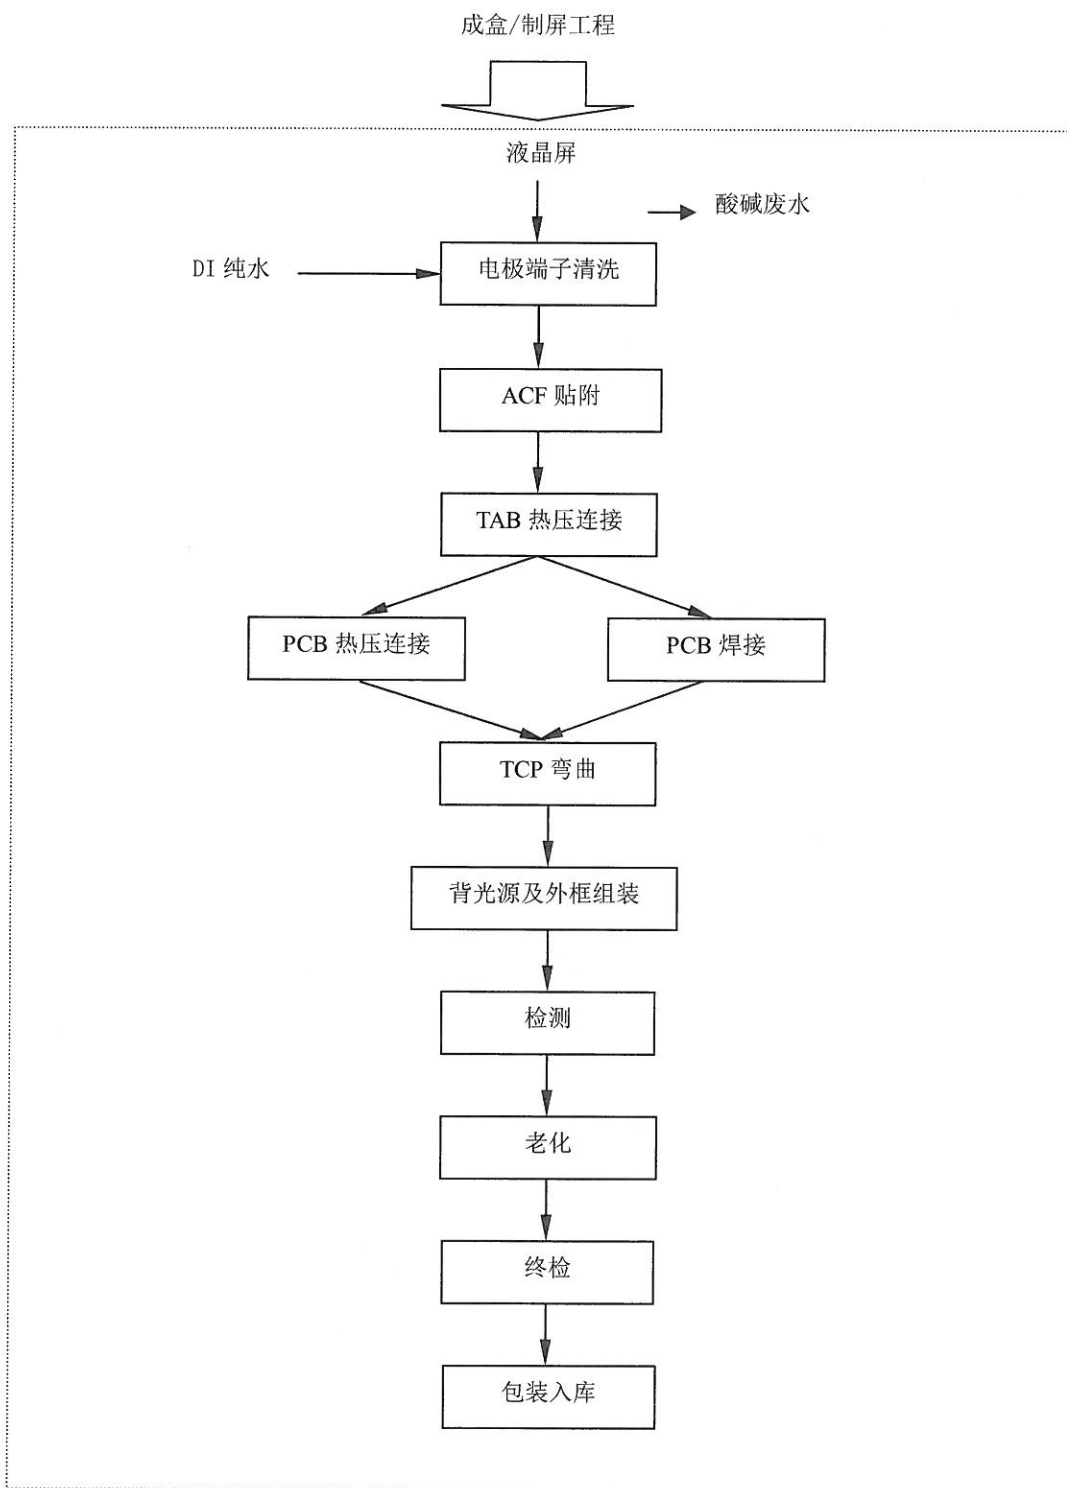 成盒/制屏工程
液晶屏
酸碱废水
DI 纯水
电极端子清洗
ACF 贴附
TAB 热压连接
PCB 热压连接
PCB 焊接
TCP 弯曲
背光源及外框组装
检测
老化
终检
包装入库